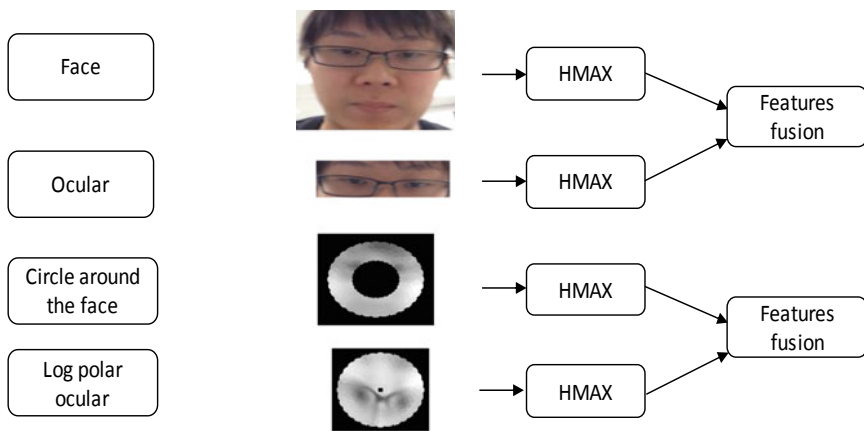 Face
HMAX
Features
fusion
Ocular
HMAX
Circle around
the face
HMAX
Features
fusion
Log polar
ocular
HMAX